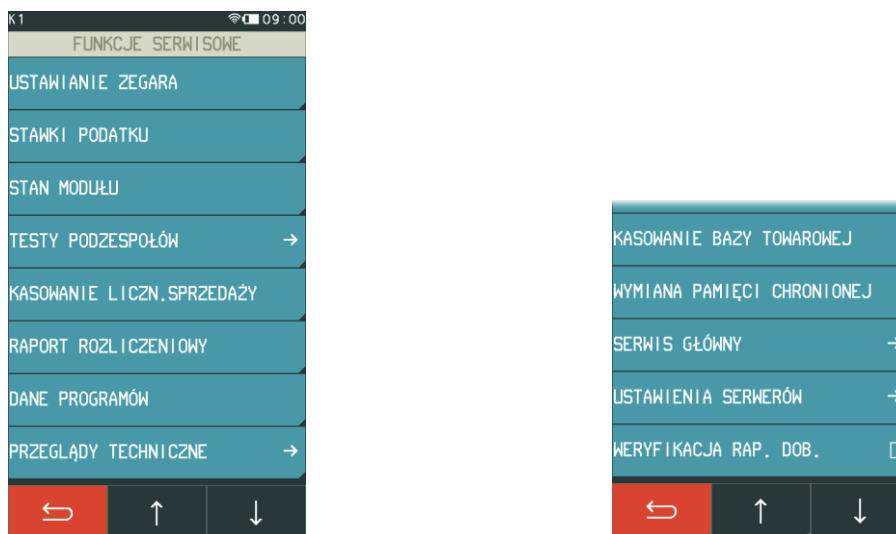 K1 09:00
FUNKCJE SERWISOWE
USTAWIANIE ZEGARA
STAWKI PODATKU
STAN MODUŁU
TESTY PODZESPOŁÓW →
KASOWANIE LICZN.SPRZEDAŻY
RAPORT ROZLICZENIOWY
DANE PROGRAMÓW
PRZEGLĄDY TECHNICZNE →
KASOWANIE BAZY TOWAROWEJ
WYMIANA PAMIĘCI CHRONIONEJ
SERWIS GŁÓWNY →
USTAWIENIA SERWERÓW →
WERYFIKACJA RAP. DOB.